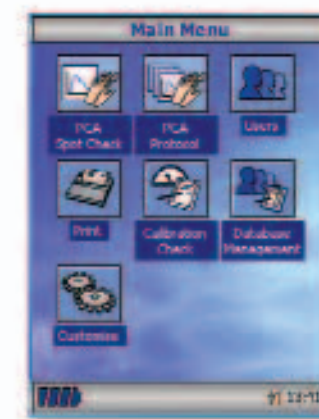 Main Menu
PCA
Spot Check
PCA
Protocol
Users
Print
Calibration
Check
Database
Management
Customise